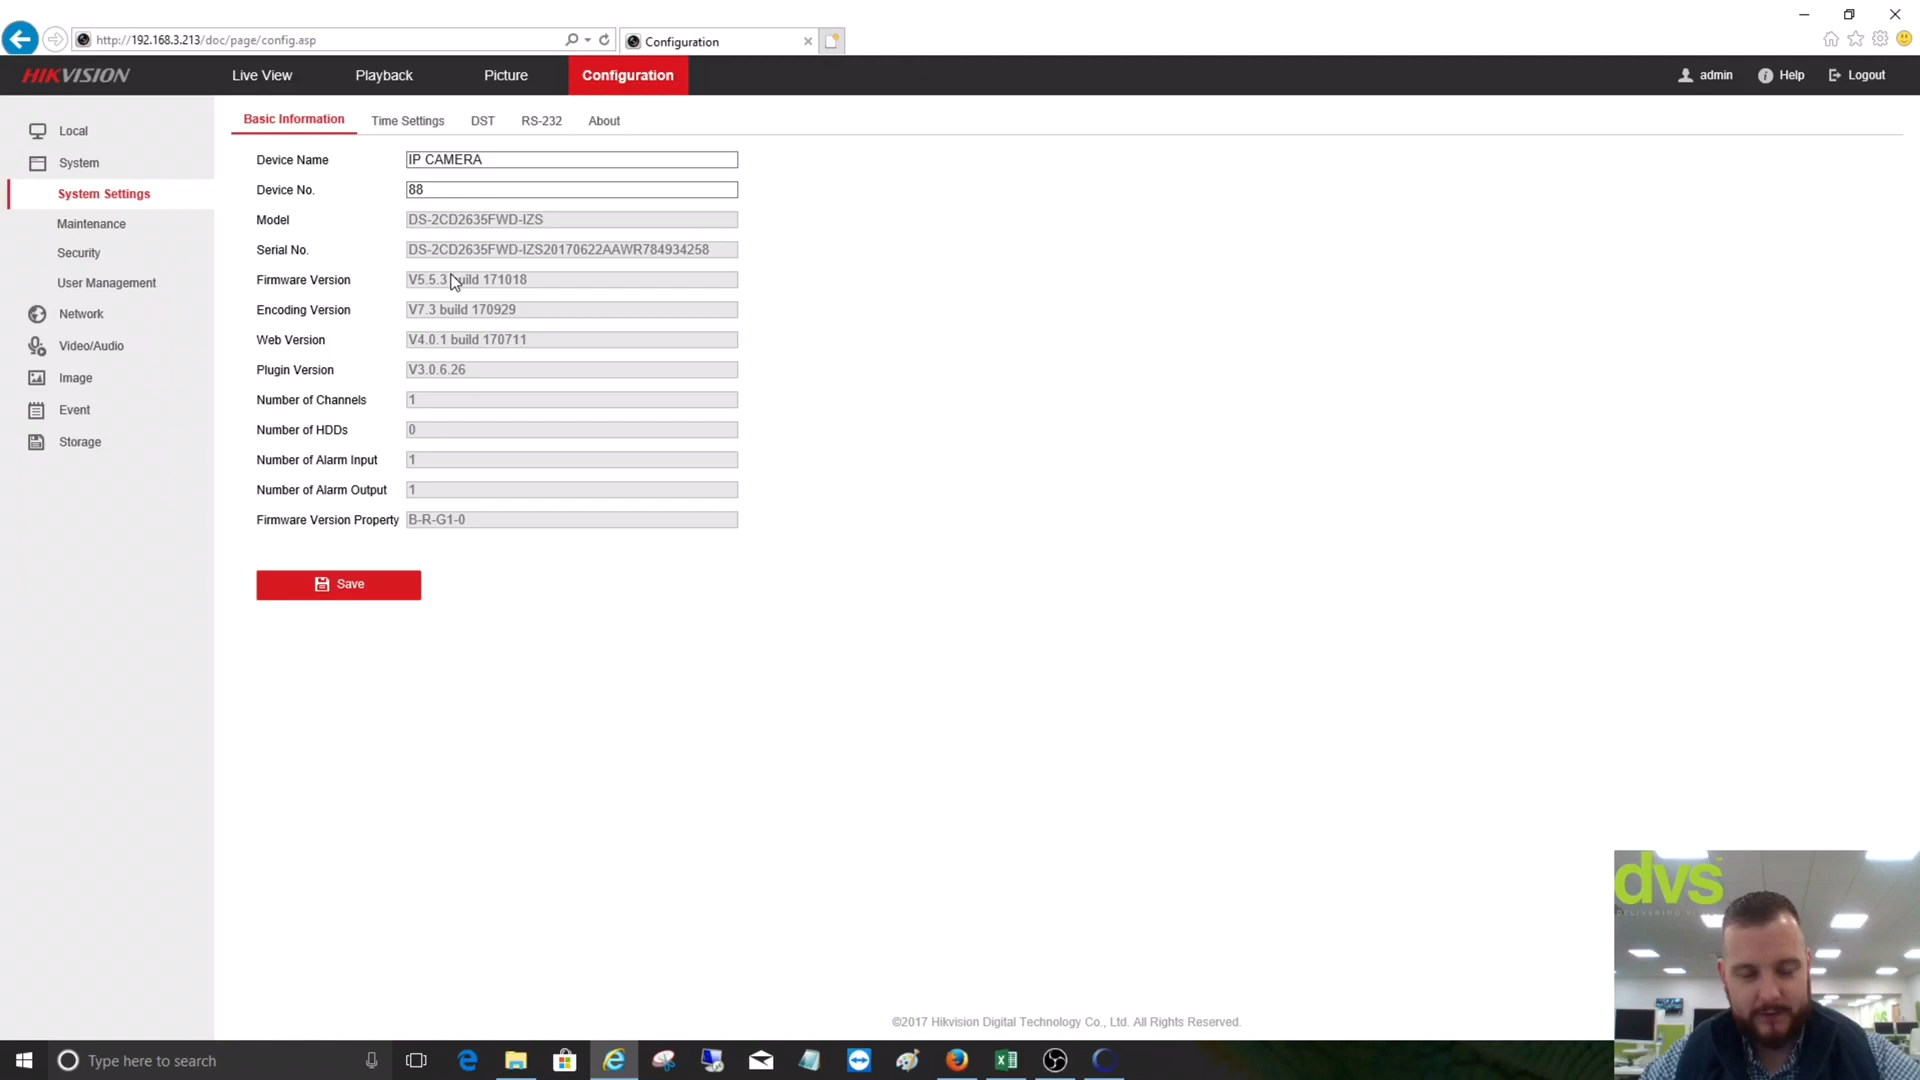 http://192.168.3.213/doc/page/config.asp
Configuration
HIKVISION
Live View
Playback
Picture
Configuration
admin
Help
Logout
Local
System
System Settings
Maintenance
Security
User Management
Network
Video/Audio
Image
Event
Storage
Basic Information
Time Settings
DST
RS-232
About
Device Name IP CAMERA
Device No. 88
Model DS-2CD2635FWD-IZS
Serial No. DS-2CD2635FWD-IZS20170622AAWR784934258
Firmware Version V5.5.3 build 171018
Encoding Version V7.3 build 170929
Web Version V4.0.1 build 170711
Plugin Version V3.0.6.26
Number of Channels 1
Number of HDDs 0
Number of Alarm Input 1
Number of Alarm Output 1
Firmware Version Property B-R-G1-0
Save
dvs
©2017 Hikvision Digital Technology Co., Ltd. All Rights Reserved.
Type here to search